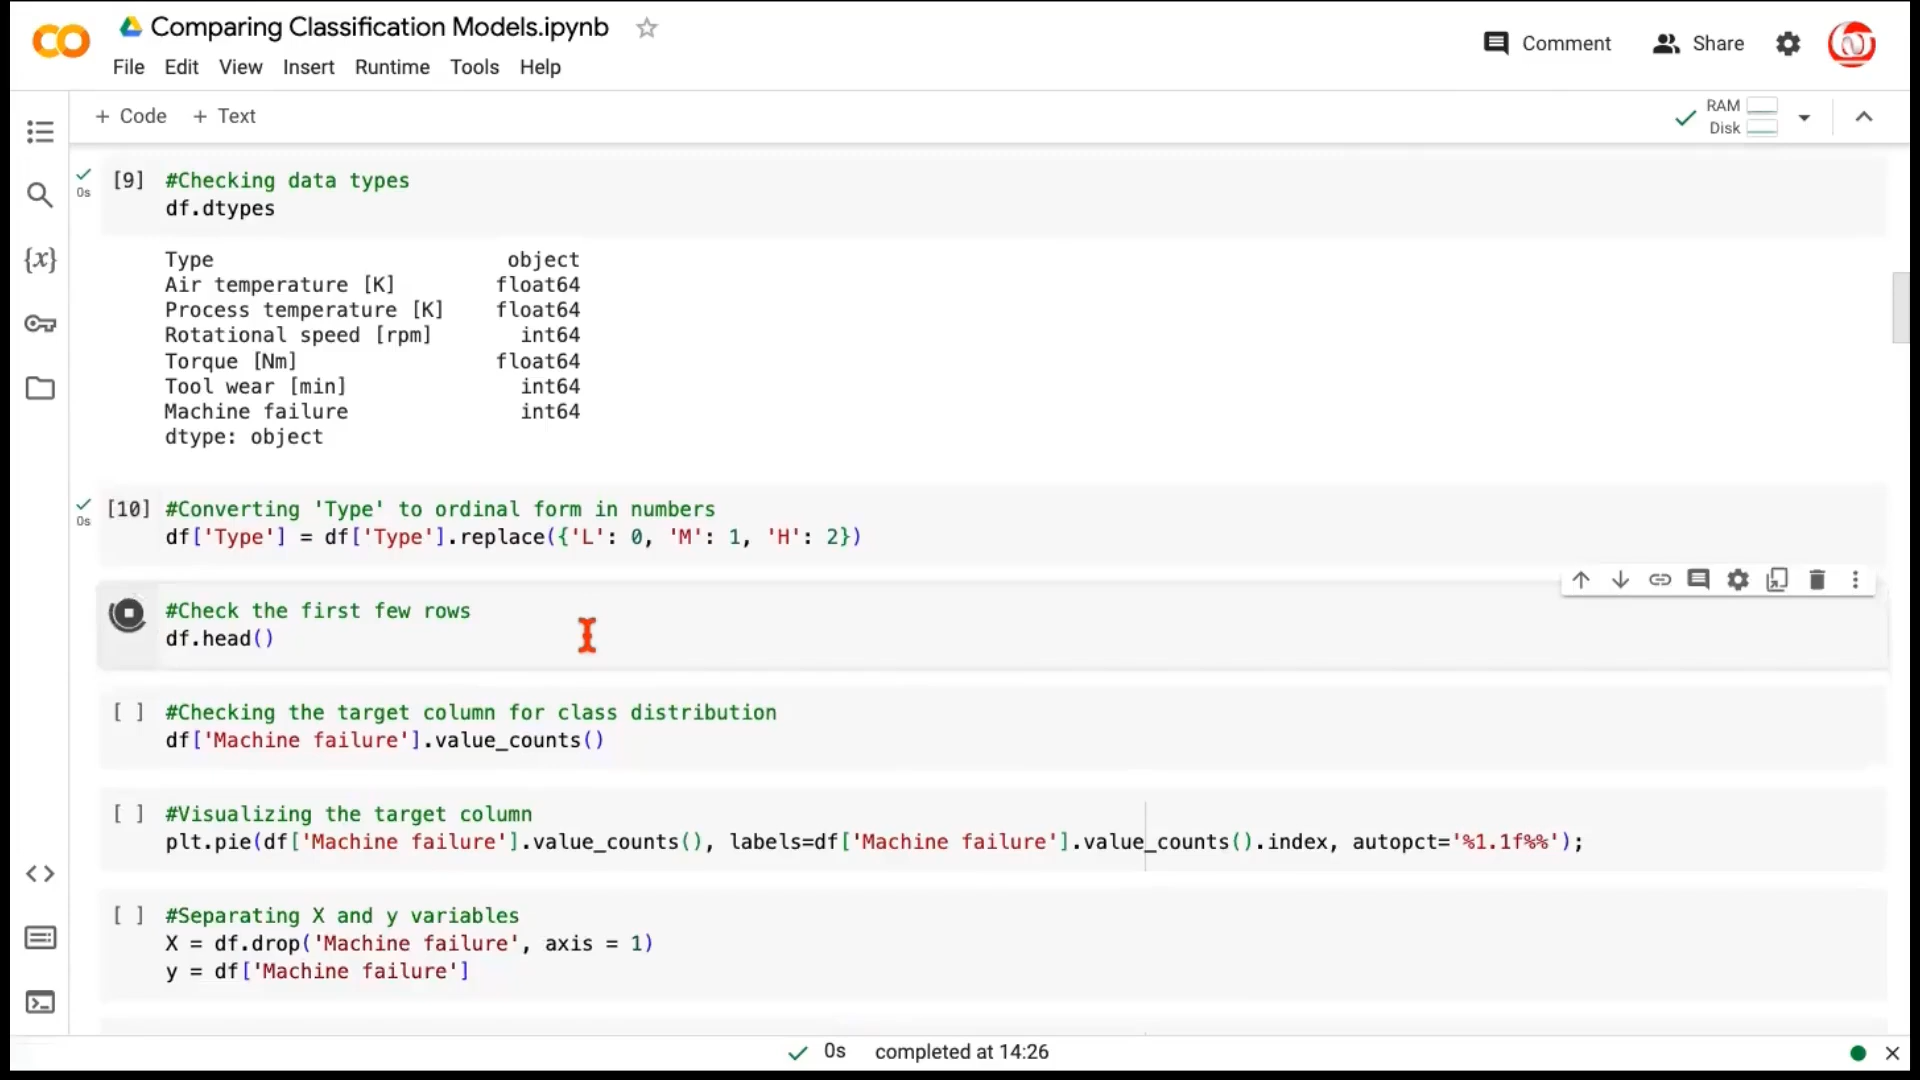 Comparing Classification Models.ipynb
File Edit View Insert Runtime Tools Help
Comment Share
+ Code + Text
RAM
Disk
0s
[9] #Checking data types
df.dtypes
Type object
Air temperature [K] float64
Process temperature [K] float64
Rotational speed [rpm] int64
Torque [Nm] float64
Tool wear [min] int64
Machine failure int64
dtype: object
0s
[10] #Converting 'Type' to ordinal form in numbers
df['Type'] = df['Type'].replace({'L': 0, 'M': 1, 'H': 2})
#Check the first few rows
df.head()
[ ] #Checking the target column for class distribution
df['Machine failure'].value_counts()
[ ] #Visualizing the target column
plt.pie(df['Machine failure'].value_counts(), labels=df['Machine failure'].value_counts().index, autopct='%1.1f%%');
[ ] #Separating X and y variables
X = df.drop('Machine failure', axis = 1)
y = df['Machine failure']
0s completed at 14:26